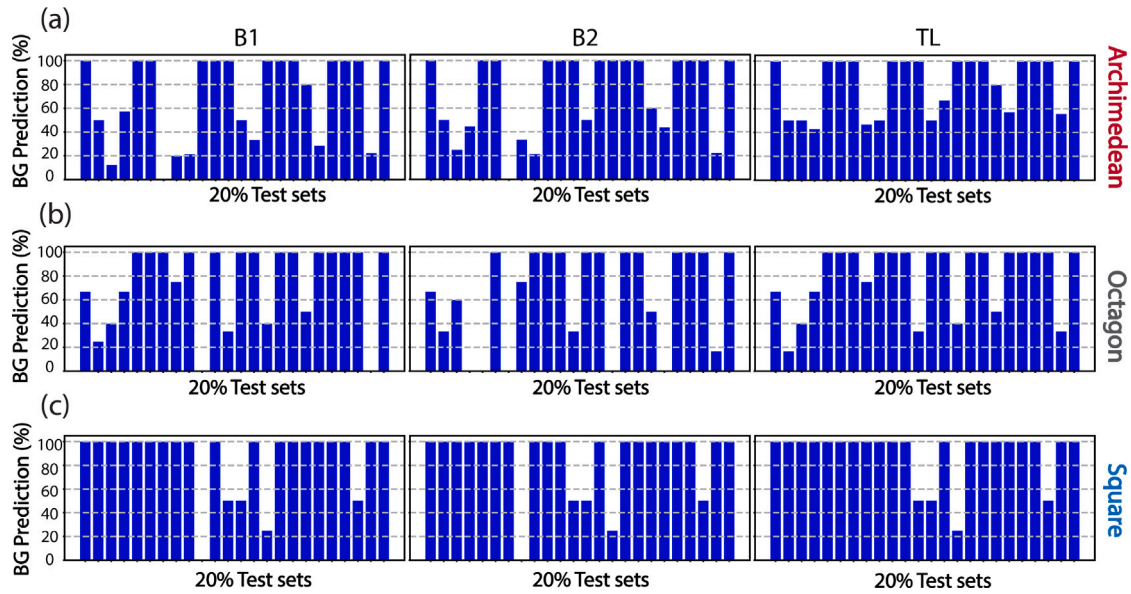 (a)
B1 B2 TL
BG Prediction (%)
100
80
60
40
20
0
20% Test sets 20% Test sets 20% Test sets
Archimedean
(b)
BG Prediction (%)
100
80
60
40
20
0
20% Test sets 20% Test sets 20% Test sets
Octagon
(c)
BG Prediction (%)
100
80
60
40
20
0
20% Test sets 20% Test sets 20% Test sets
Square